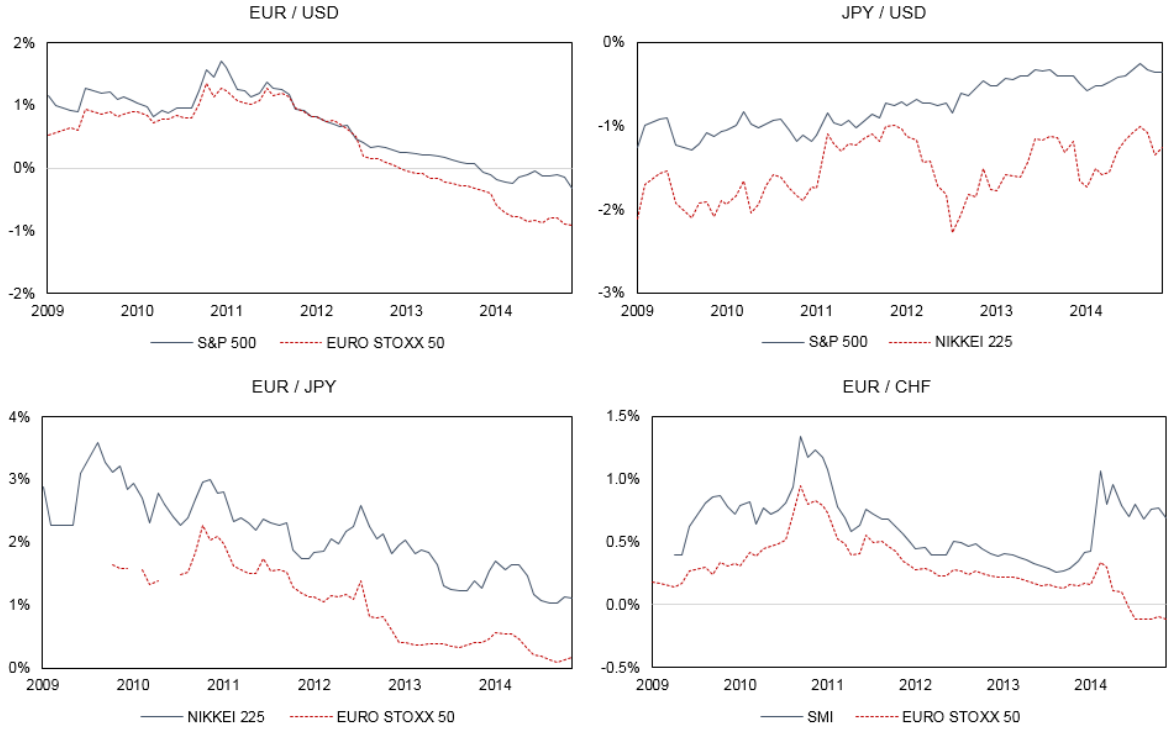 EUR / USD
2%
1%
0%
-1%
-2%
2009 2010 2011 2012 2013 2014
S&P 500 EURO STOXX 50
JPY / USD
0%
-1%
-2%
-3%
2009 2010 2011 2012 2013 2014
S&P 500 NIKKEI 225
EUR / JPY
4%
3%
2%
1%
0%
2009 2010 2011 2012 2013 2014
NIKKEI 225 EURO STOXX 50
EUR / CHF
1.5%
1.0%
0.5%
0.0%
-0.5%
2009 2010 2011 2012 2013 2014
SMI EURO STOXX 50